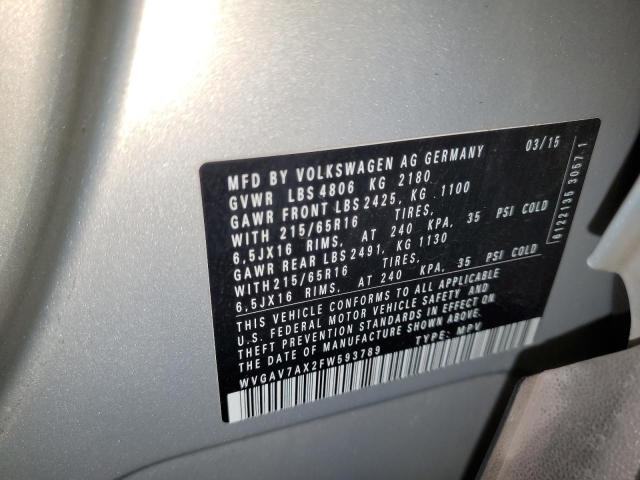 MFD BY VOLKSWAGEN AG GERMANY 03/15
GVWR LBS 4806 KG 2180
GAWR FRONT LBS 2425, KG 1100
WITH 215/65R16 TIRES,
6,5JX16 RIMS, AT 240 KPA, 35 PSI COLD
GAWR REAR LBS 2491, KG 1130
WITH 215/65R16 TIRES,
6,5JX16 RIMS, AT 240 KPA, 35 PSI COLD
THIS VEHICLE CONFORMS TO ALL APPLICABLE
U.S. FEDERAL MOTOR VEHICLE SAFETY AND
THEFT PREVENTION STANDARDS IN EFFECT ON
THE DATE OF MANUFACTURE SHOWN ABOVE.
WVGAV7AX2FW593789 TYPE: MPV
6122135 3057 1